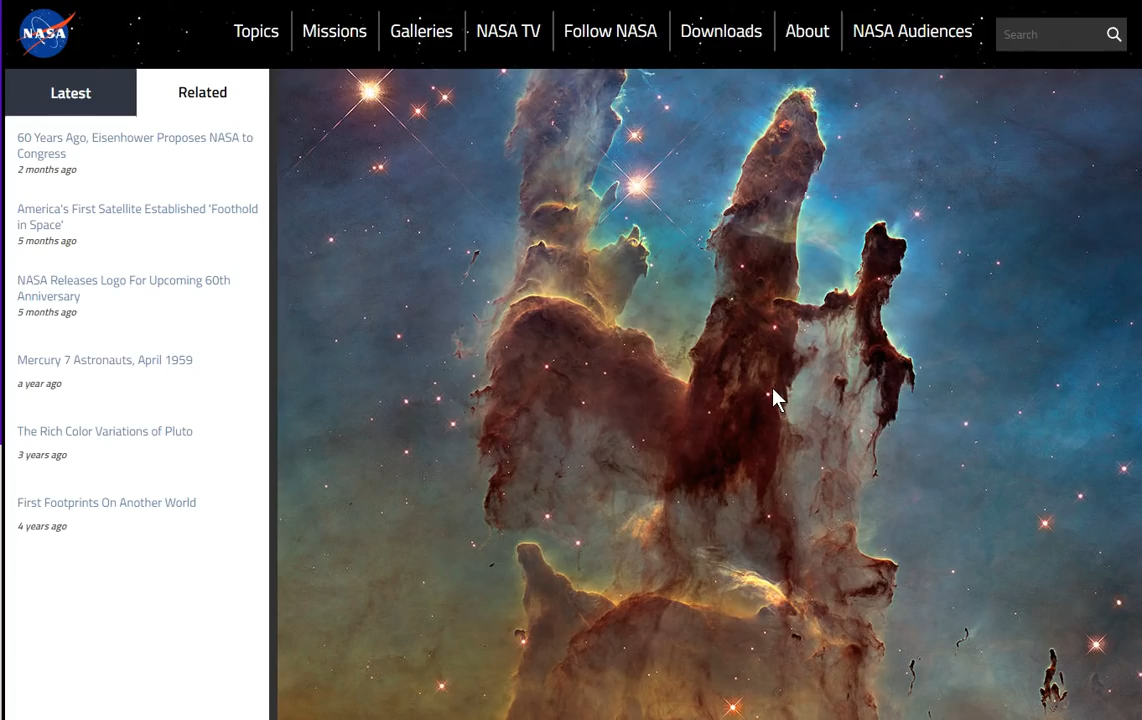 NASA
Topics
Missions
Galleries
NASA TV
Follow NASA
Downloads
About
NASA Audiences
Search
Latest
Related
60 Years Ago, Eisenhower Proposes NASA to
Congress
2 months ago
America's First Satellite Established 'Foothold
in Space'
5 months ago
NASA Releases Logo For Upcoming 60th
Anniversary
5 months ago
Mercury 7 Astronauts, April 1959
a year ago
The Rich Color Variations of Pluto
3 years ago
First Footprints On Another World
4 years ago